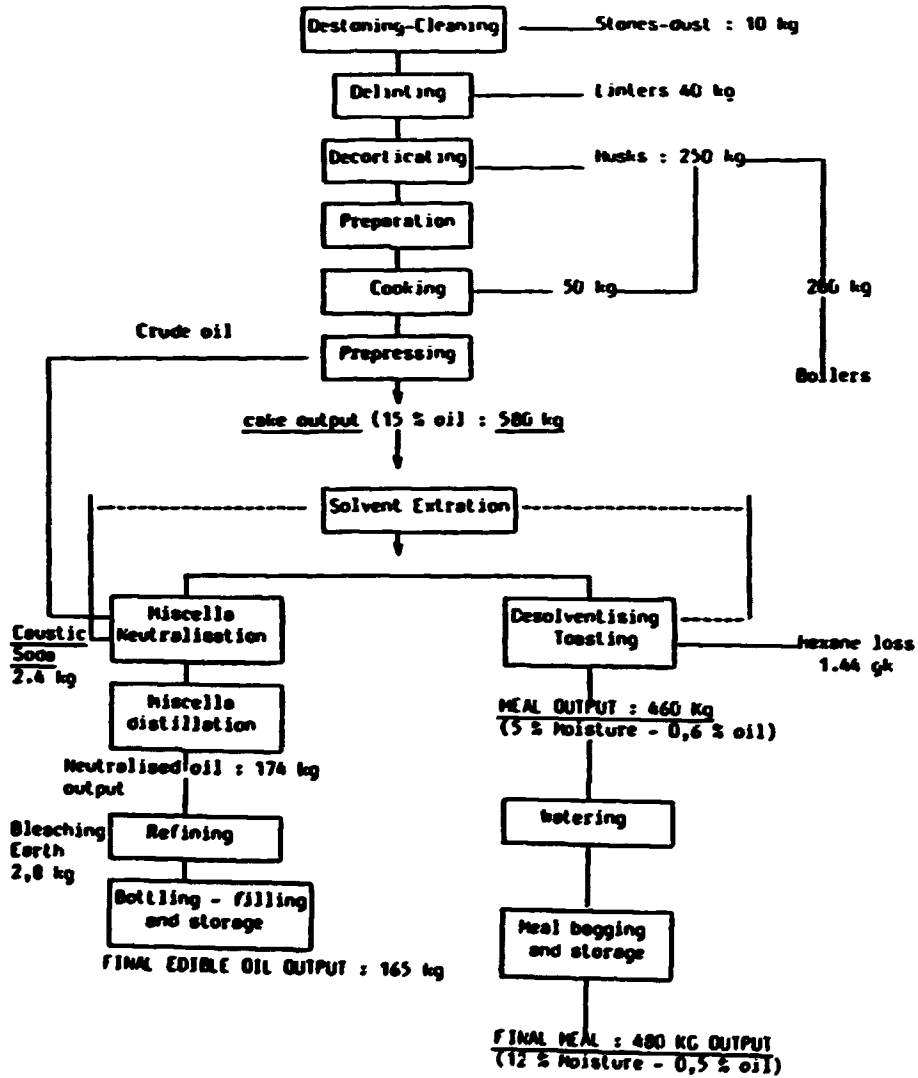 Destoning-Cleaning
Stones-dust : 10 kg
Delinting
Linters 40 kg
Decorticating
Husks : 250 kg
Preparation
Cooking
50 kg
200 kg
Crude oil
Prepressing
Boilers
cake output (15 % oil : 580 kg
Solvent Extration
Miscella
Neutralisation
Desolventising
Toasting
Caustic
Soda
2.4 kg
Hexane loss
1.44 gk
Miscella
distillation
MEAL OUTPUT : 460 Kg
(5 % Moisture - 0,6 % oil)
Neutralised oil : 174 kg
output
Watering
Bleaching
Earth
2,8 kg
Refining
Bottling - filling
and storage
Meal bagging
and storage
FINAL EDIBLE OIL OUTPUT : 165 kg
FINAL MEAL : 480 KG OUTPUT
(12 % Moisture - 0,5 % oil)